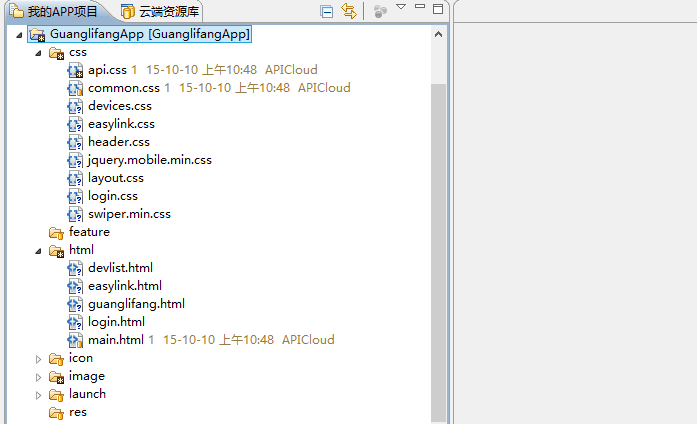 我的APP项目 云端资源库
GuanglifangApp [GuanglifangApp]
css
api.css 1 15-10-10 上午10:48 APICloud
common.css 1 15-10-10 上午10:48 APICloud
devices.css
easylink.css
header.css
jquery.mobile.min.css
layout.css
login.css
swiper.min.css
feature
html
devlist.html
easylink.html
guanglifang.html
login.html
main.html 1 15-10-10 上午10:48 APICloud
icon
image
launch
res